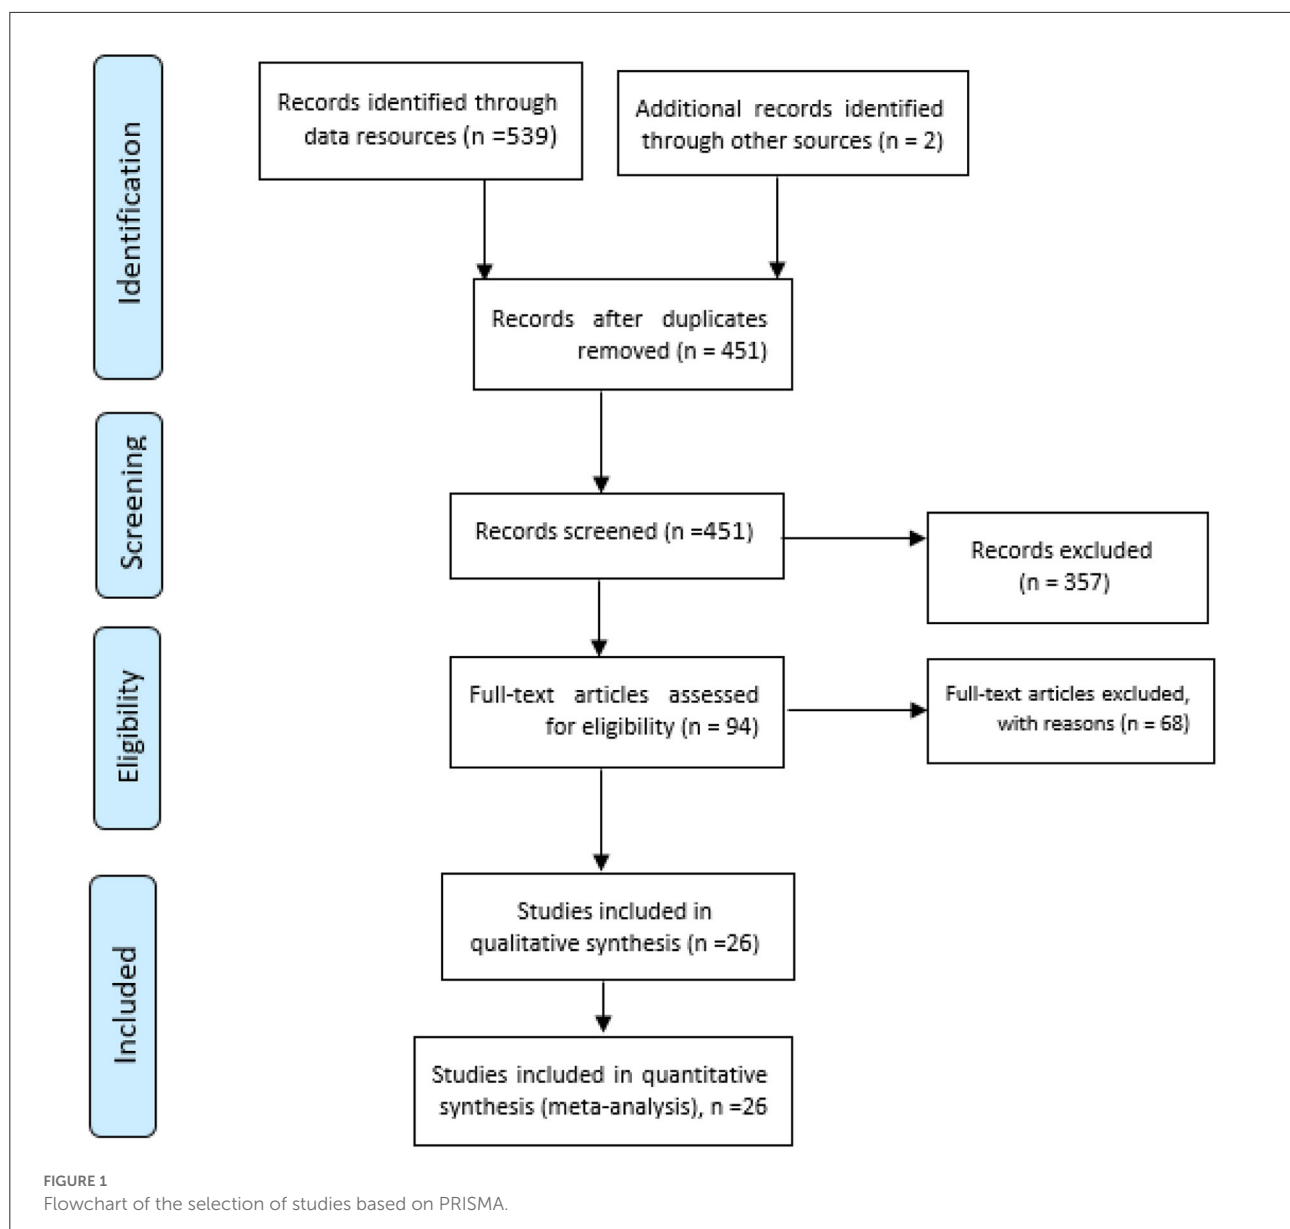 Identification
Records identified through
data resources (n =539)
Additional records identified
through other sources (n = 2)
Records after duplicates
removed (n = 451)
Screening
Records screened (n =451)
Records excluded
(n = 357)
Eligibility
Full-text articles assessed
for eligibility (n = 94)
Full-text articles excluded,
with reasons (n = 68)
Included
Studies included in
qualitative synthesis (n =26)
Studies included in quantitative
synthesis (meta-analysis), n =26
FIGURE 1
Flowchart of the selection of studies based on PRISMA.